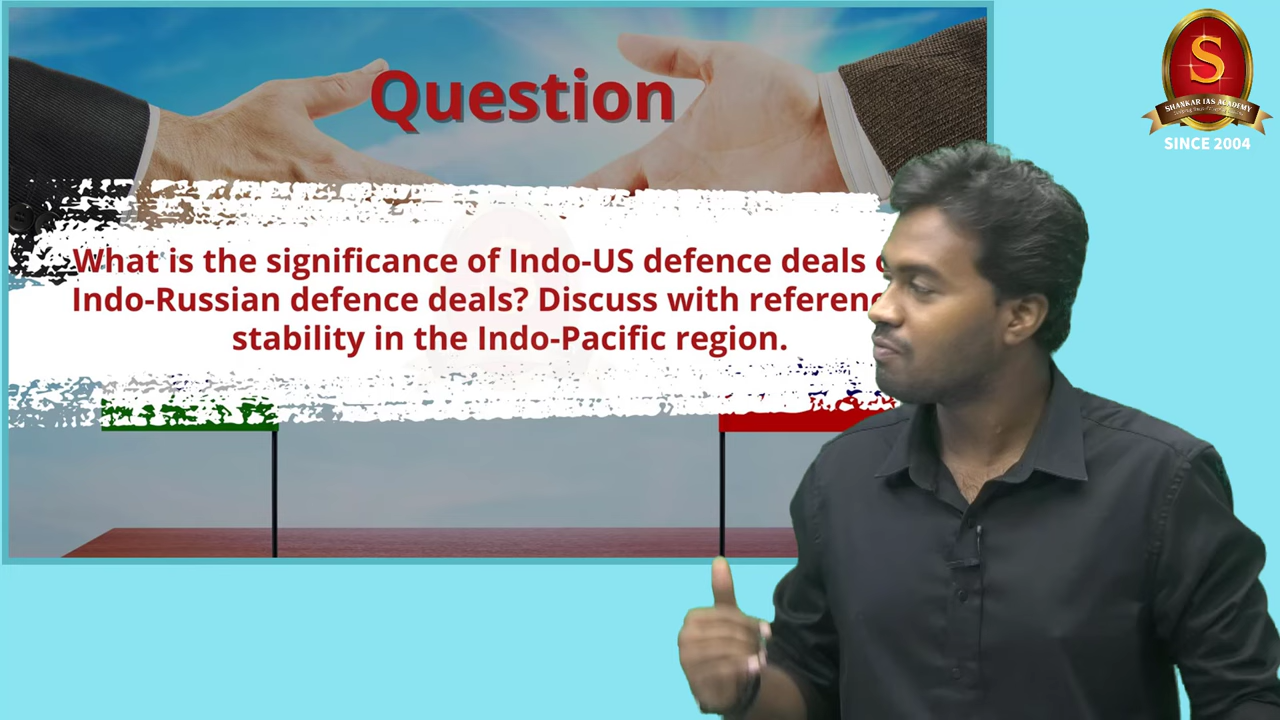 Question
What is the significance of Indo-US defence deals
Indo-Russian defence deals? Discuss with
stability in the Indo-Pacific region.
S
SHANKAR IAS ACADEMY
SINCE 2004